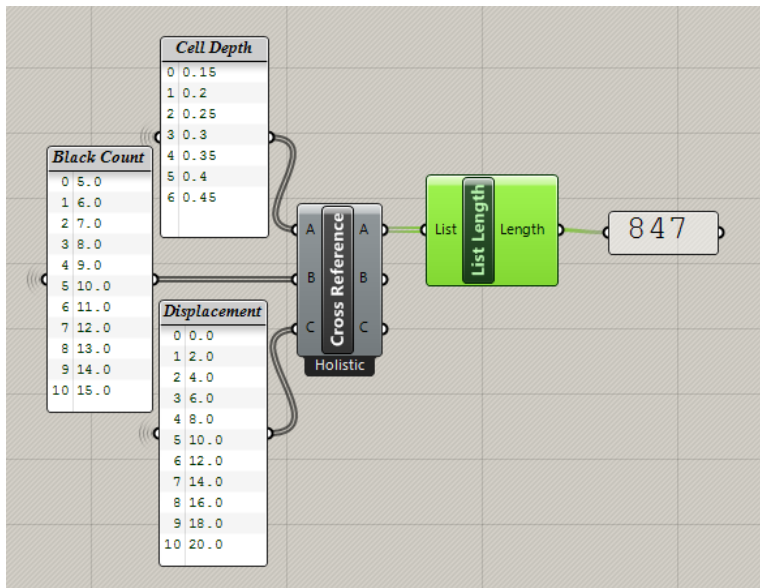 Cell Depth
0 0.15
1 0.2
2 0.25
3 0.3
4 0.35
5 0.4
6 0.45
Black Count
0 5.0
1 6.0
2 7.0
3 8.0
4 9.0
5 10.0
6 11.0
7 12.0
8 13.0
9 14.0
10 15.0
Displacement
0 0.0
1 2.0
2 4.0
3 6.0
4 8.0
5 10.0
6 12.0
7 14.0
8 16.0
9 18.0
10 20.0
A
B
C
Cross Reference
A
B
C
Holistic
List
List Length
Length
847